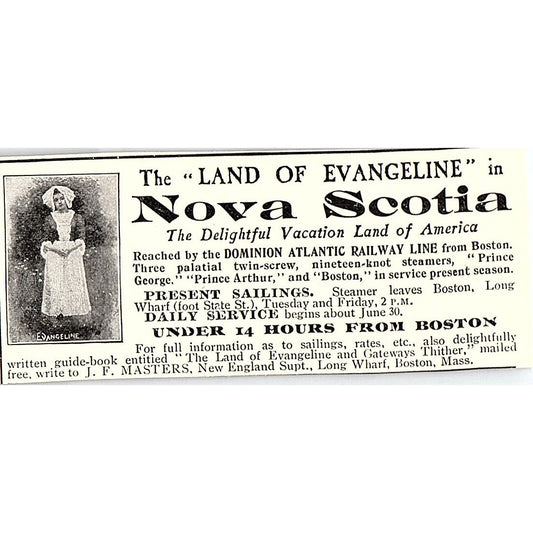 The "LAND OF EVANGELINE" in
Nova Scotia
The Delightful Vacation Land of America
Reached by the DOMINION ATLANTIC RAILWAY LINE from Boston.
Three palatial twin-screw, nineteen-knot steamers, "Prince
George," "Prince Arthur," and "Boston," in service present season.
PRESENT SAILINGS. Steamer leaves Boston, Long
Wharf (foot State St.), Tuesday and Friday, 2 P.M.
DAILY SERVICE begins about June 30.
UNDER 14 HOURS FROM BOSTON
For full information as to sailings, rates, etc., also delightfully
written guide-book entitled "The Land of Evangeline and Gateways Thither," mailed
free, write to J. F. MASTERS, New England Supt., Long Wharf, Boston, Mass.
EVANGELINE